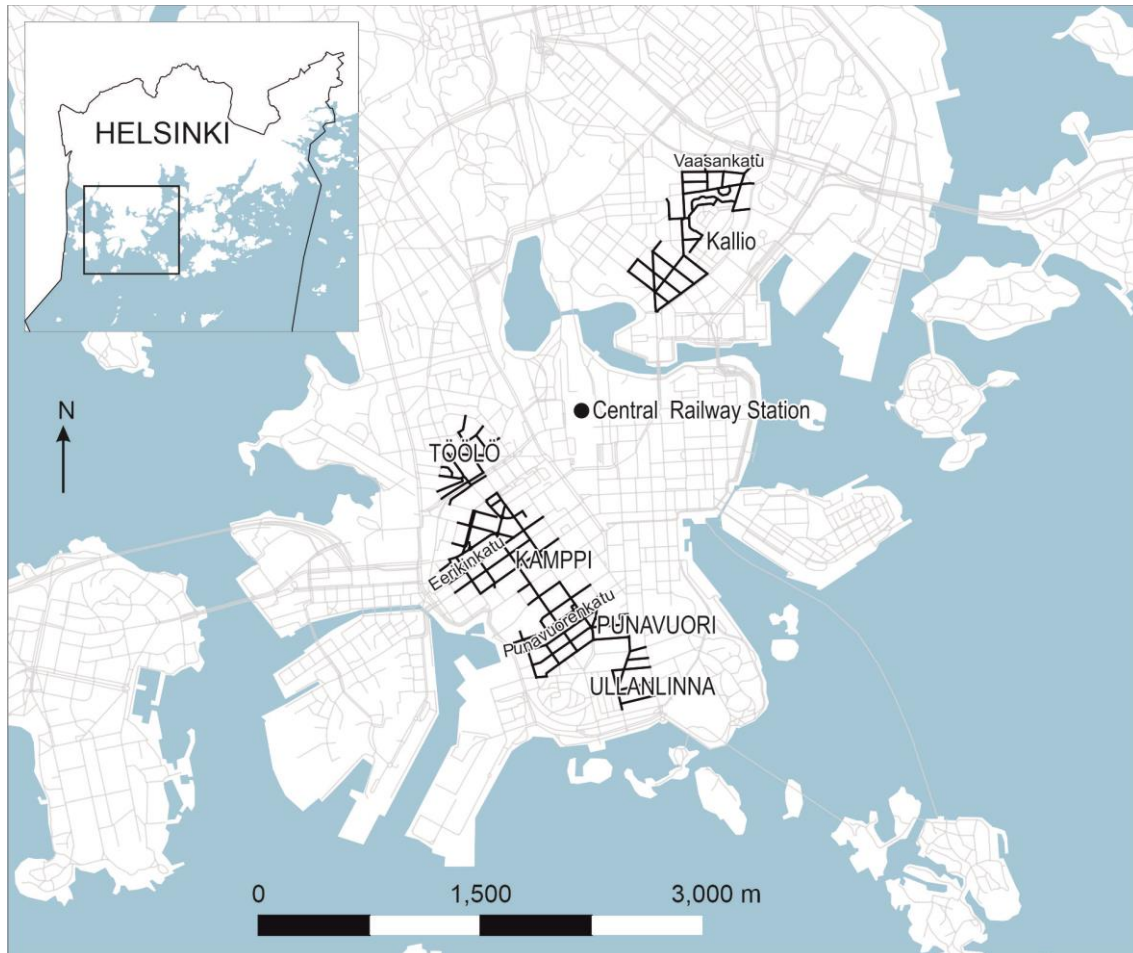 HELSINKI
Vaasankatu
Kallio
Central Railway Station
N
TÖÖLÖ
Eerikinkatu
KAMPPI
Punavuorenkatu
PUNAVUORI
ULLANLINNA
0 1,500 3,000 m